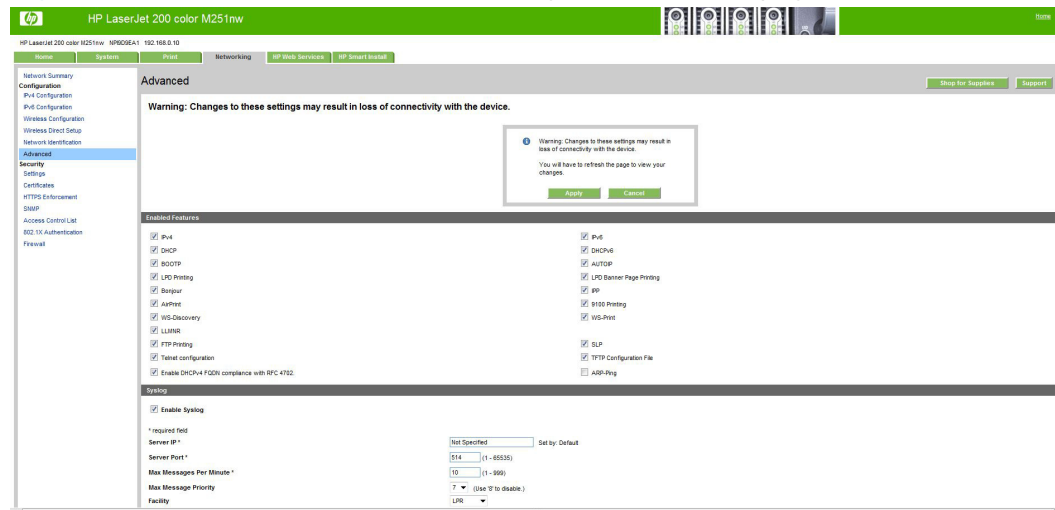 hp HP LaserJet 200 color M251nw
Home
HP LaserJet 200 color M251nw NPI9D9EA1 192.168.0.10
Home System Print Networking HP Web Services HP Smart Install
Network Summary
Configuration
IPv4 Configuration
IPv6 Configuration
Wireless Configuration
Wireless Direct Setup
Network Identification
Advanced
Security
Settings
Certificates
HTTPS Enforcement
SNMP
Access Control List
802.1X Authentication
Firewall
Advanced
Shop for Supplies Support
Warning: Changes to these settings may result in loss of connectivity with the device.
Warning: Changes to these settings may result in
loss of connectivity with the device.
You will have to refresh the page to view your
changes.
Apply Cancel
Enabled Features
IPv4 IPv6
DHCP DHCPv6
BOOTP AUTOIP
LPD Printing LPD Banner Page Printing
Bonjour IPP
AirPrint 9100 Printing
WS-Discovery WS-Print
LLMNR
FTP Printing SLP
Telnet configuration TFTP Configuration File
Enable DHCPv4 FQDN compliance with RFC 4702 ARP-Ping
Syslog
Enable Syslog
* required field
Server IP * Not Specified Set by: Default
Server Port * 514 (1 - 65535)
Max Messages Per Minute * 10 (1 - 999)
Max Message Priority 7 (Use '8' to disable.)
Facility LPR